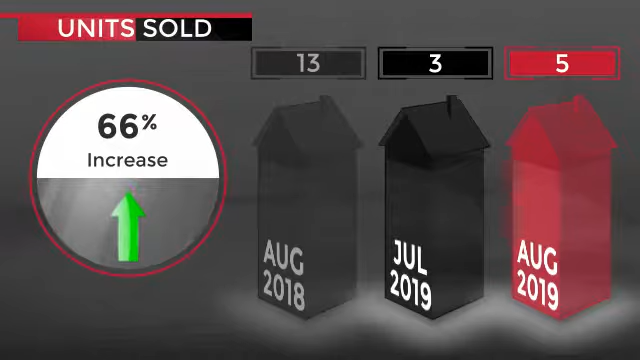 UNITS SOLD
13
3
5
66%
Increase
AUG
2018
JUL
2019
AUG
2019